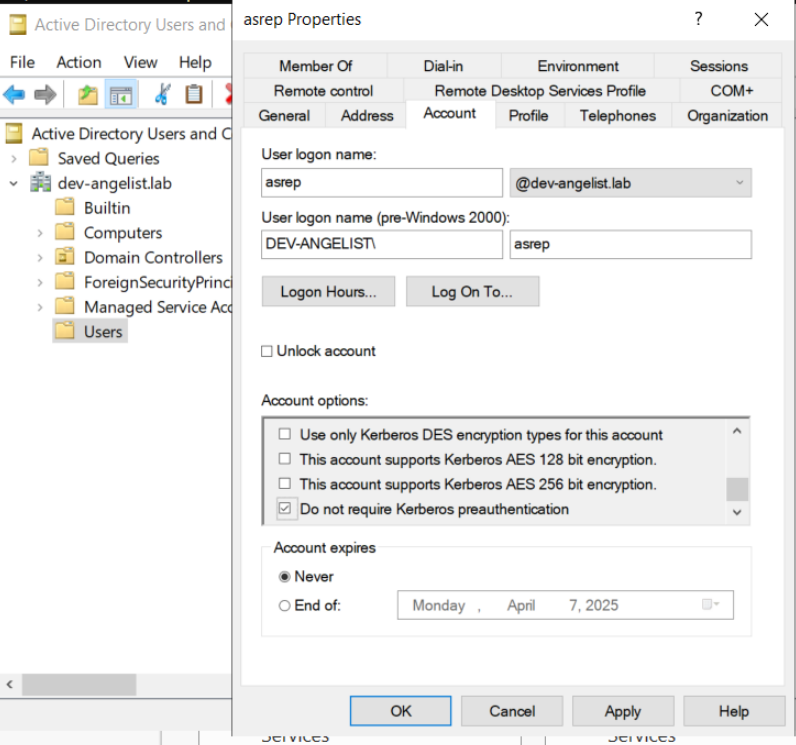 Active Directory Users and
File Action View Help
Active Directory Users and C
Saved Queries
dev-angelist.lab
Builtin
Computers
Domain Controllers
ForeignSecurityPrinci
Managed Service Acc
Users
asrep Properties
?
Member Of Dial-in Environment Sessions
Remote control Remote Desktop Services Profile COM+
General Address Account Profile Telephones Organization
User logon name:
asrep @dev-angelist.lab
User logon name (pre-Windows 2000):
DEV-ANGELIST\ asrep
Logon Hours... Log On To...
Unlock account
Account options:
Use only Kerberos DES encryption types for this account
This account supports Kerberos AES 128 bit encryption.
This account supports Kerberos AES 256 bit encryption.
Do not require Kerberos preauthentication
Account expires
Never
End of: Monday , April 7, 2025
OK Cancel Apply Help
Services Services